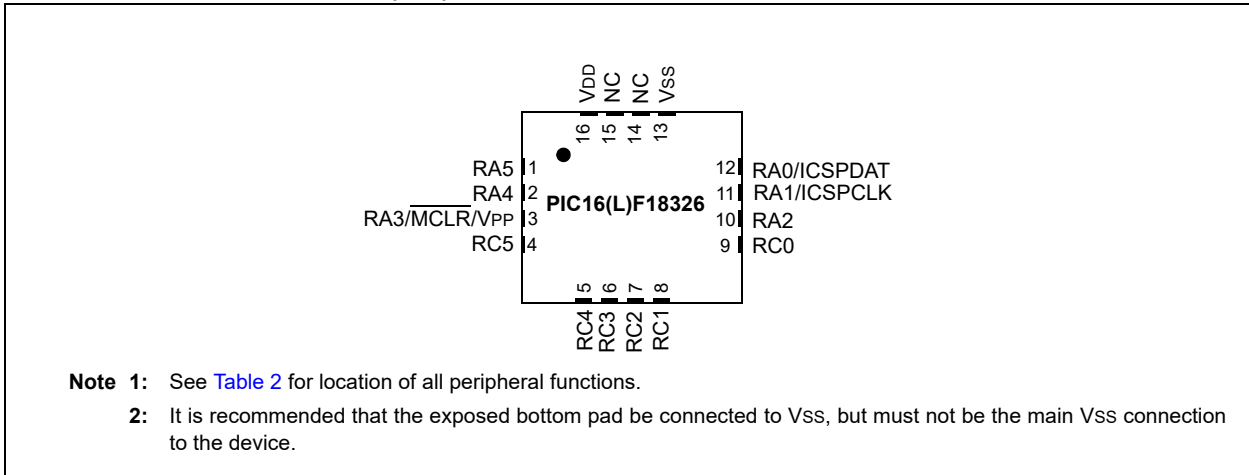 VDD
NC
NC
VSS
16 15 14 13
RA5 1
RA4 2
RA3/MCLR/VPP 3
RC5 4
PIC16(L)F18326
12 RA0/ICSPDAT
11 RA1/ICSPCLK
10 RA2
9 RC0
5 6 7 8
RC4
RC3
RC2
RC1
Note 1: See Table 2 for location of all peripheral functions.
2: It is recommended that the exposed bottom pad be connected to VSS, but must not be the main VSS connection
to the device.